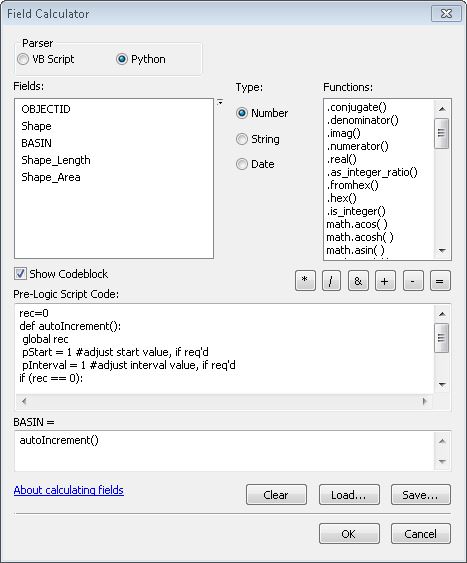 Field Calculator
Parser
VB Script
Python
Fields:
Type:
Functions:
OBJECTID
Shape
BASIN
Shape_Length
Shape_Area
Number
String
Date
.conjugate()
.denominator()
.imag()
.numerator()
.real()
.as_integer_ratio()
.fromhex()
.hex()
.is_integer()
math.acos( )
math.acosh( )
math.asin( )
Show Codeblock
* / & + - =
Pre-Logic Script Code:
rec=0
def autoIncrement():
global rec
pStart = 1 #adjust start value, if req'd
pInterval = 1 #adjust interval value, if req'd
if (rec == 0):
BASIN =
autoIncrement()
About calculating fields
Clear
Load...
Save...
OK
Cancel